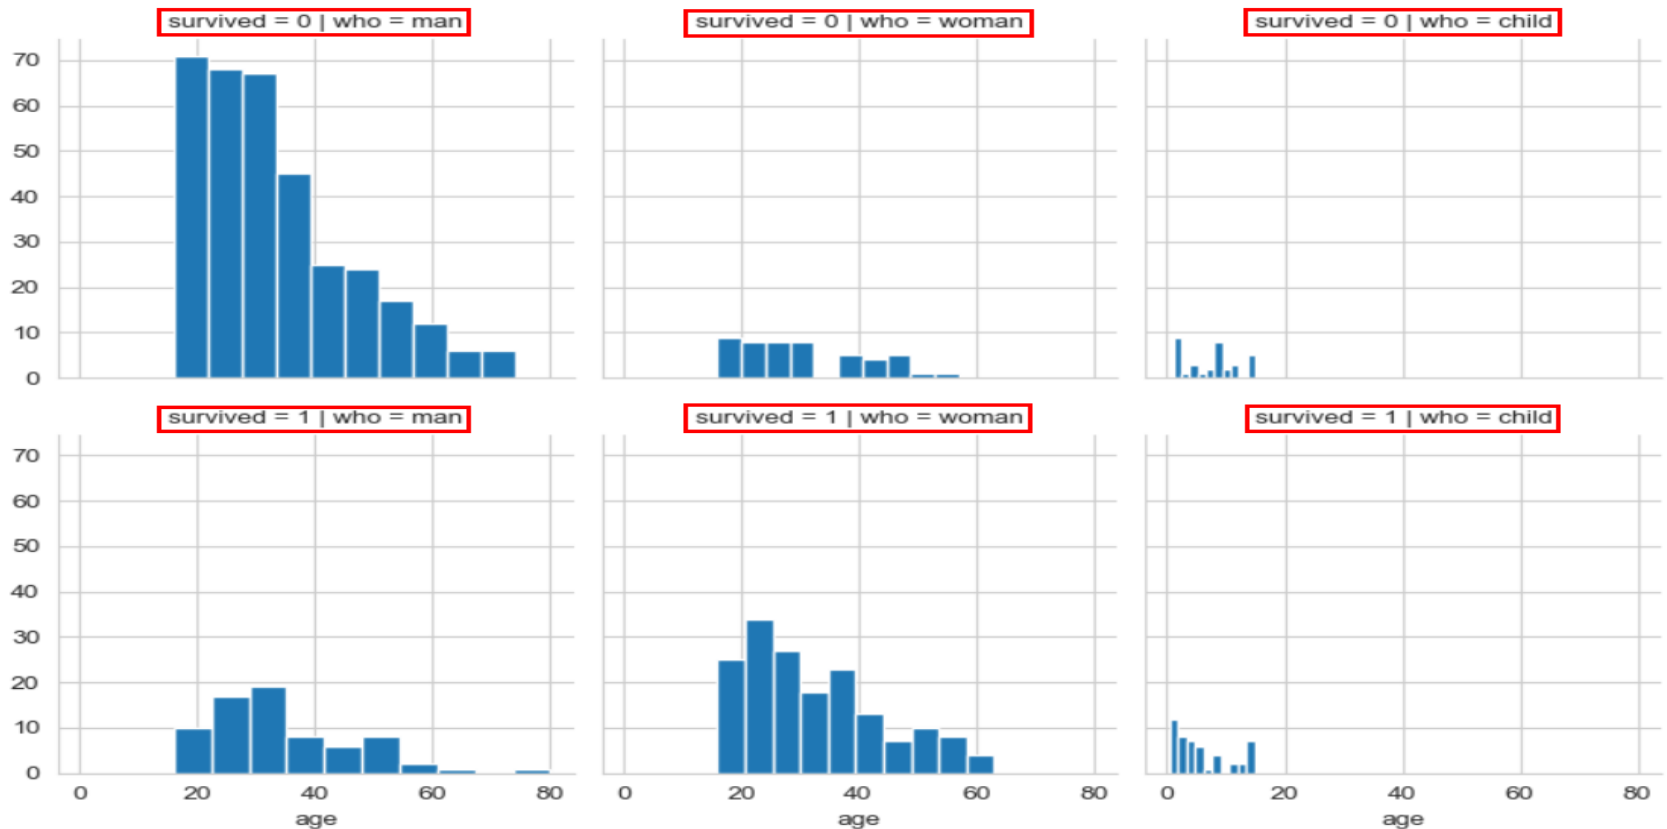 survived = 0 | who = man
survived = 0 | who = woman
survived = 0 | who = child
70
60
50
40
30
20
10
0
survived = 1 | who = man
survived = 1 | who = woman
survived = 1 | who = child
70
60
50
40
30
20
10
0
0 20 40 60 80
0 20 40 60 80
0 20 40 60 80
age
age
age